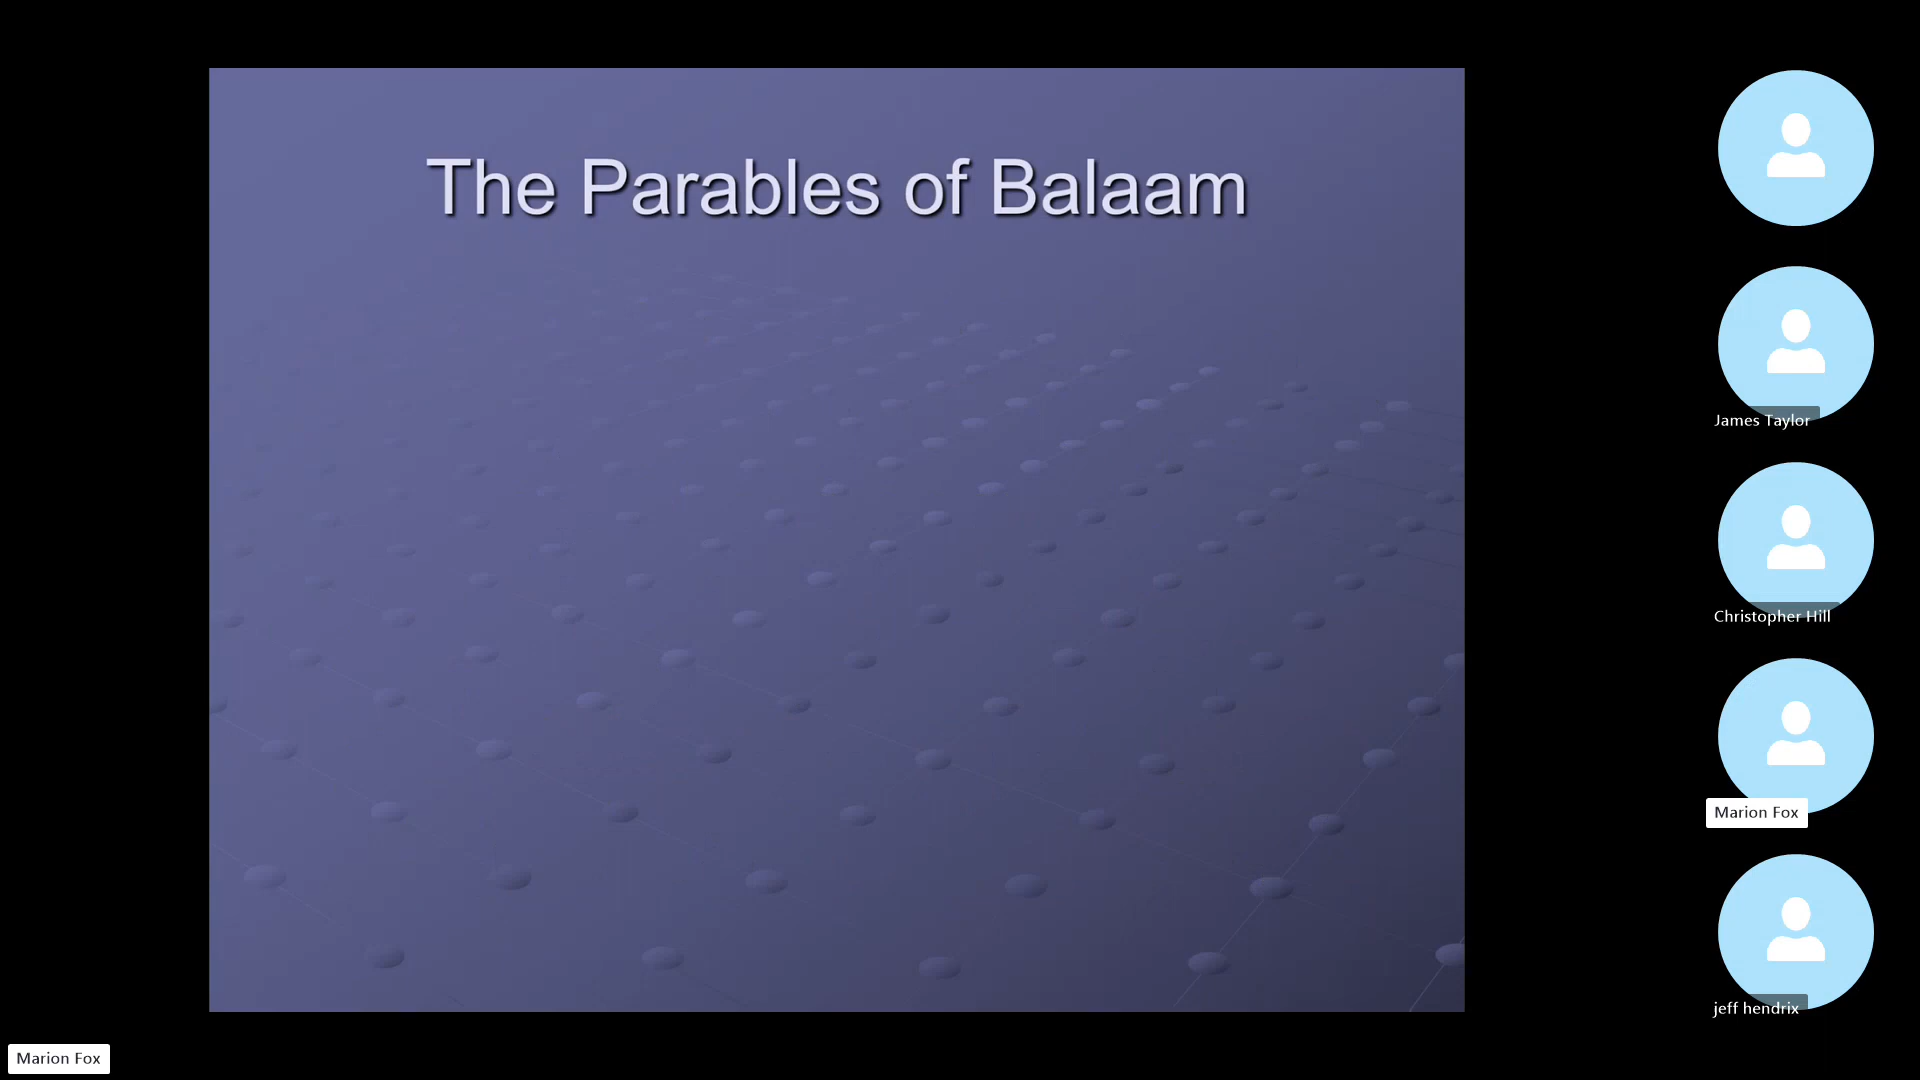 The Parables of Balaam
James Taylor
Christopher Hill
Marion Fox
jeff hendrix
Marion Fox